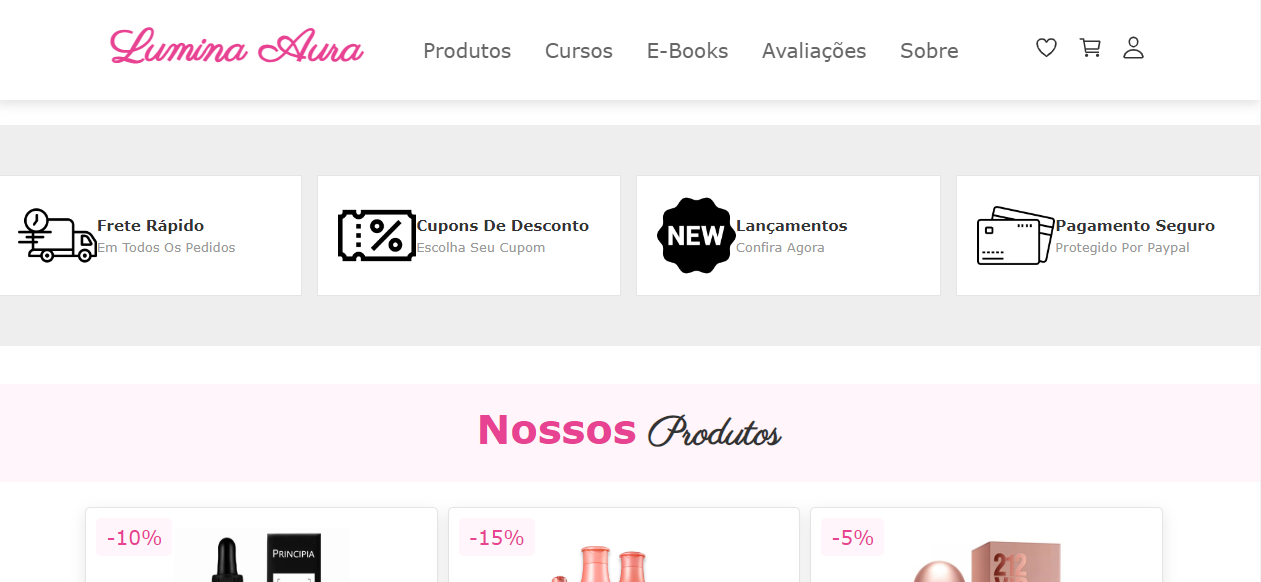 Lumina Aura Produtos Cursos E-Books Avaliações Sobre
Frete Rápido
Em Todos Os Pedidos
Cupons De Desconto
Escolha Seu Cupom
NEW
Lançamentos
Confira Agora
Pagamento Seguro
Protegido Por Paypal
Nossos Produtos
-10%
PRINCIPIA
-15%
-5%
212